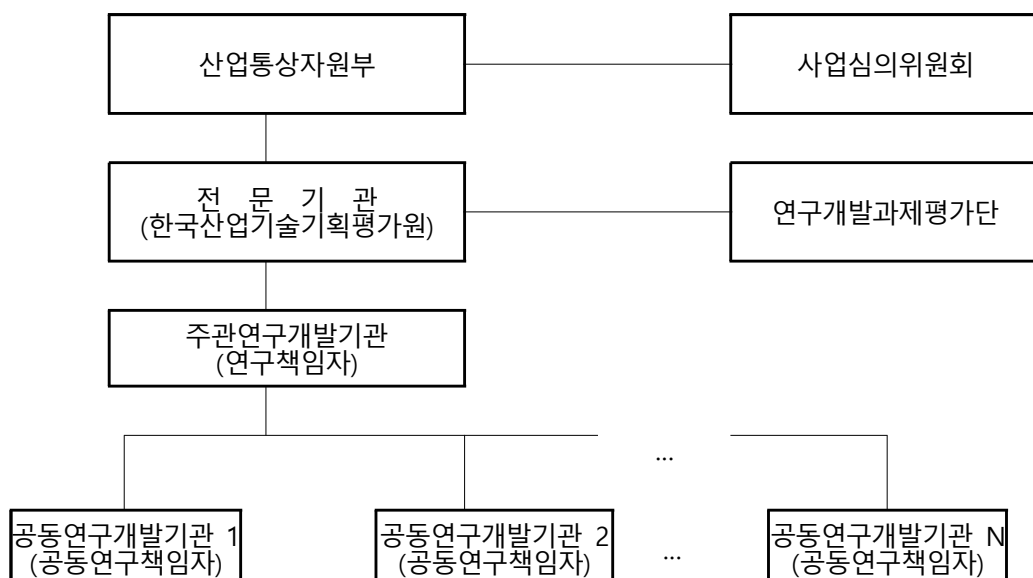 산업통상자원부
사업심의위원회
전 문 기 관
(한국산업기술기획평가원)
연구개발과제평가단
주관연구개발기관
(연구책임자)
...
공동연구개발기관 1
(공동연구책임자)
공동연구개발기관 2
(공동연구책임자)
...
공동연구개발기관 N
(공동연구책임자)